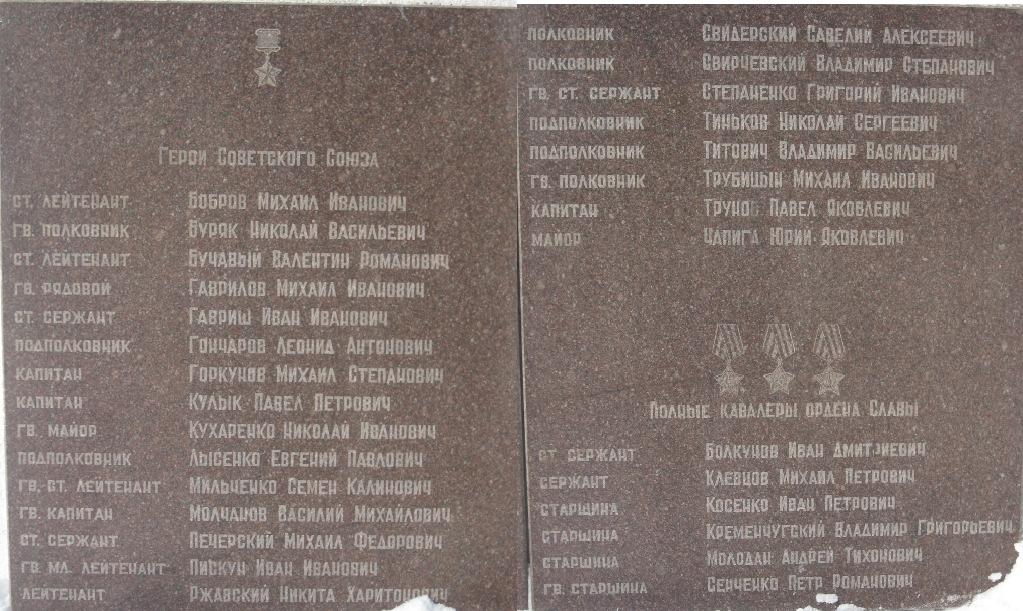 Герои Советского Союза
ст. лейтенант Бобров Михаил Иванович
гв. полковник Буряк Николай Васильевич
ст. лейтенант Бучавый Валентин Романович
гв. рядовой Гаврилов Михаил Иванович
ст. сержант Гавриш Иван Иванович
подполковник Гончаров Леонид Антонович
капитан Горкунов Михаил Степанович
капитан Кулык Павел Петрович
гв. майор Кухаренко Николай Иванович
подполковник Лысенко Евгений Павлович
гв. ст. лейтенант Мильченко Семен Калинович
гв. капитан Молчанов Василий Михайлович
ст. сержант Печерский Михаил Федорович
гв. мл. лейтенант Пискун Иван Иванович
лейтенант Ржавский Никита Харитонович
полковник Свидерский Савелий Алексеевич
полковник Свирчевский Владимир Степанович
гв. ст. сержант Степаненко Григорий Иванович
подполковник Тиньков Николай Сергеевич
подполковник Титович Владимир Васильевич
гв. полковник Трубицын Михаил Иванович
капитан Трунов Павел Яковлевич
майор Чапига Юрий Яковлевич
Полные кавалеры ордена Славы
ст сержант Болкунов Иван Дмитриевич
сержант Клевцов Михаил Петрович
старшина Косенко Иван Петрович
старшина Кременчугский Владимир Григорьевич
старшина Молодан Андрей Тихонович
гв. старшина Сенченко Петр Романович